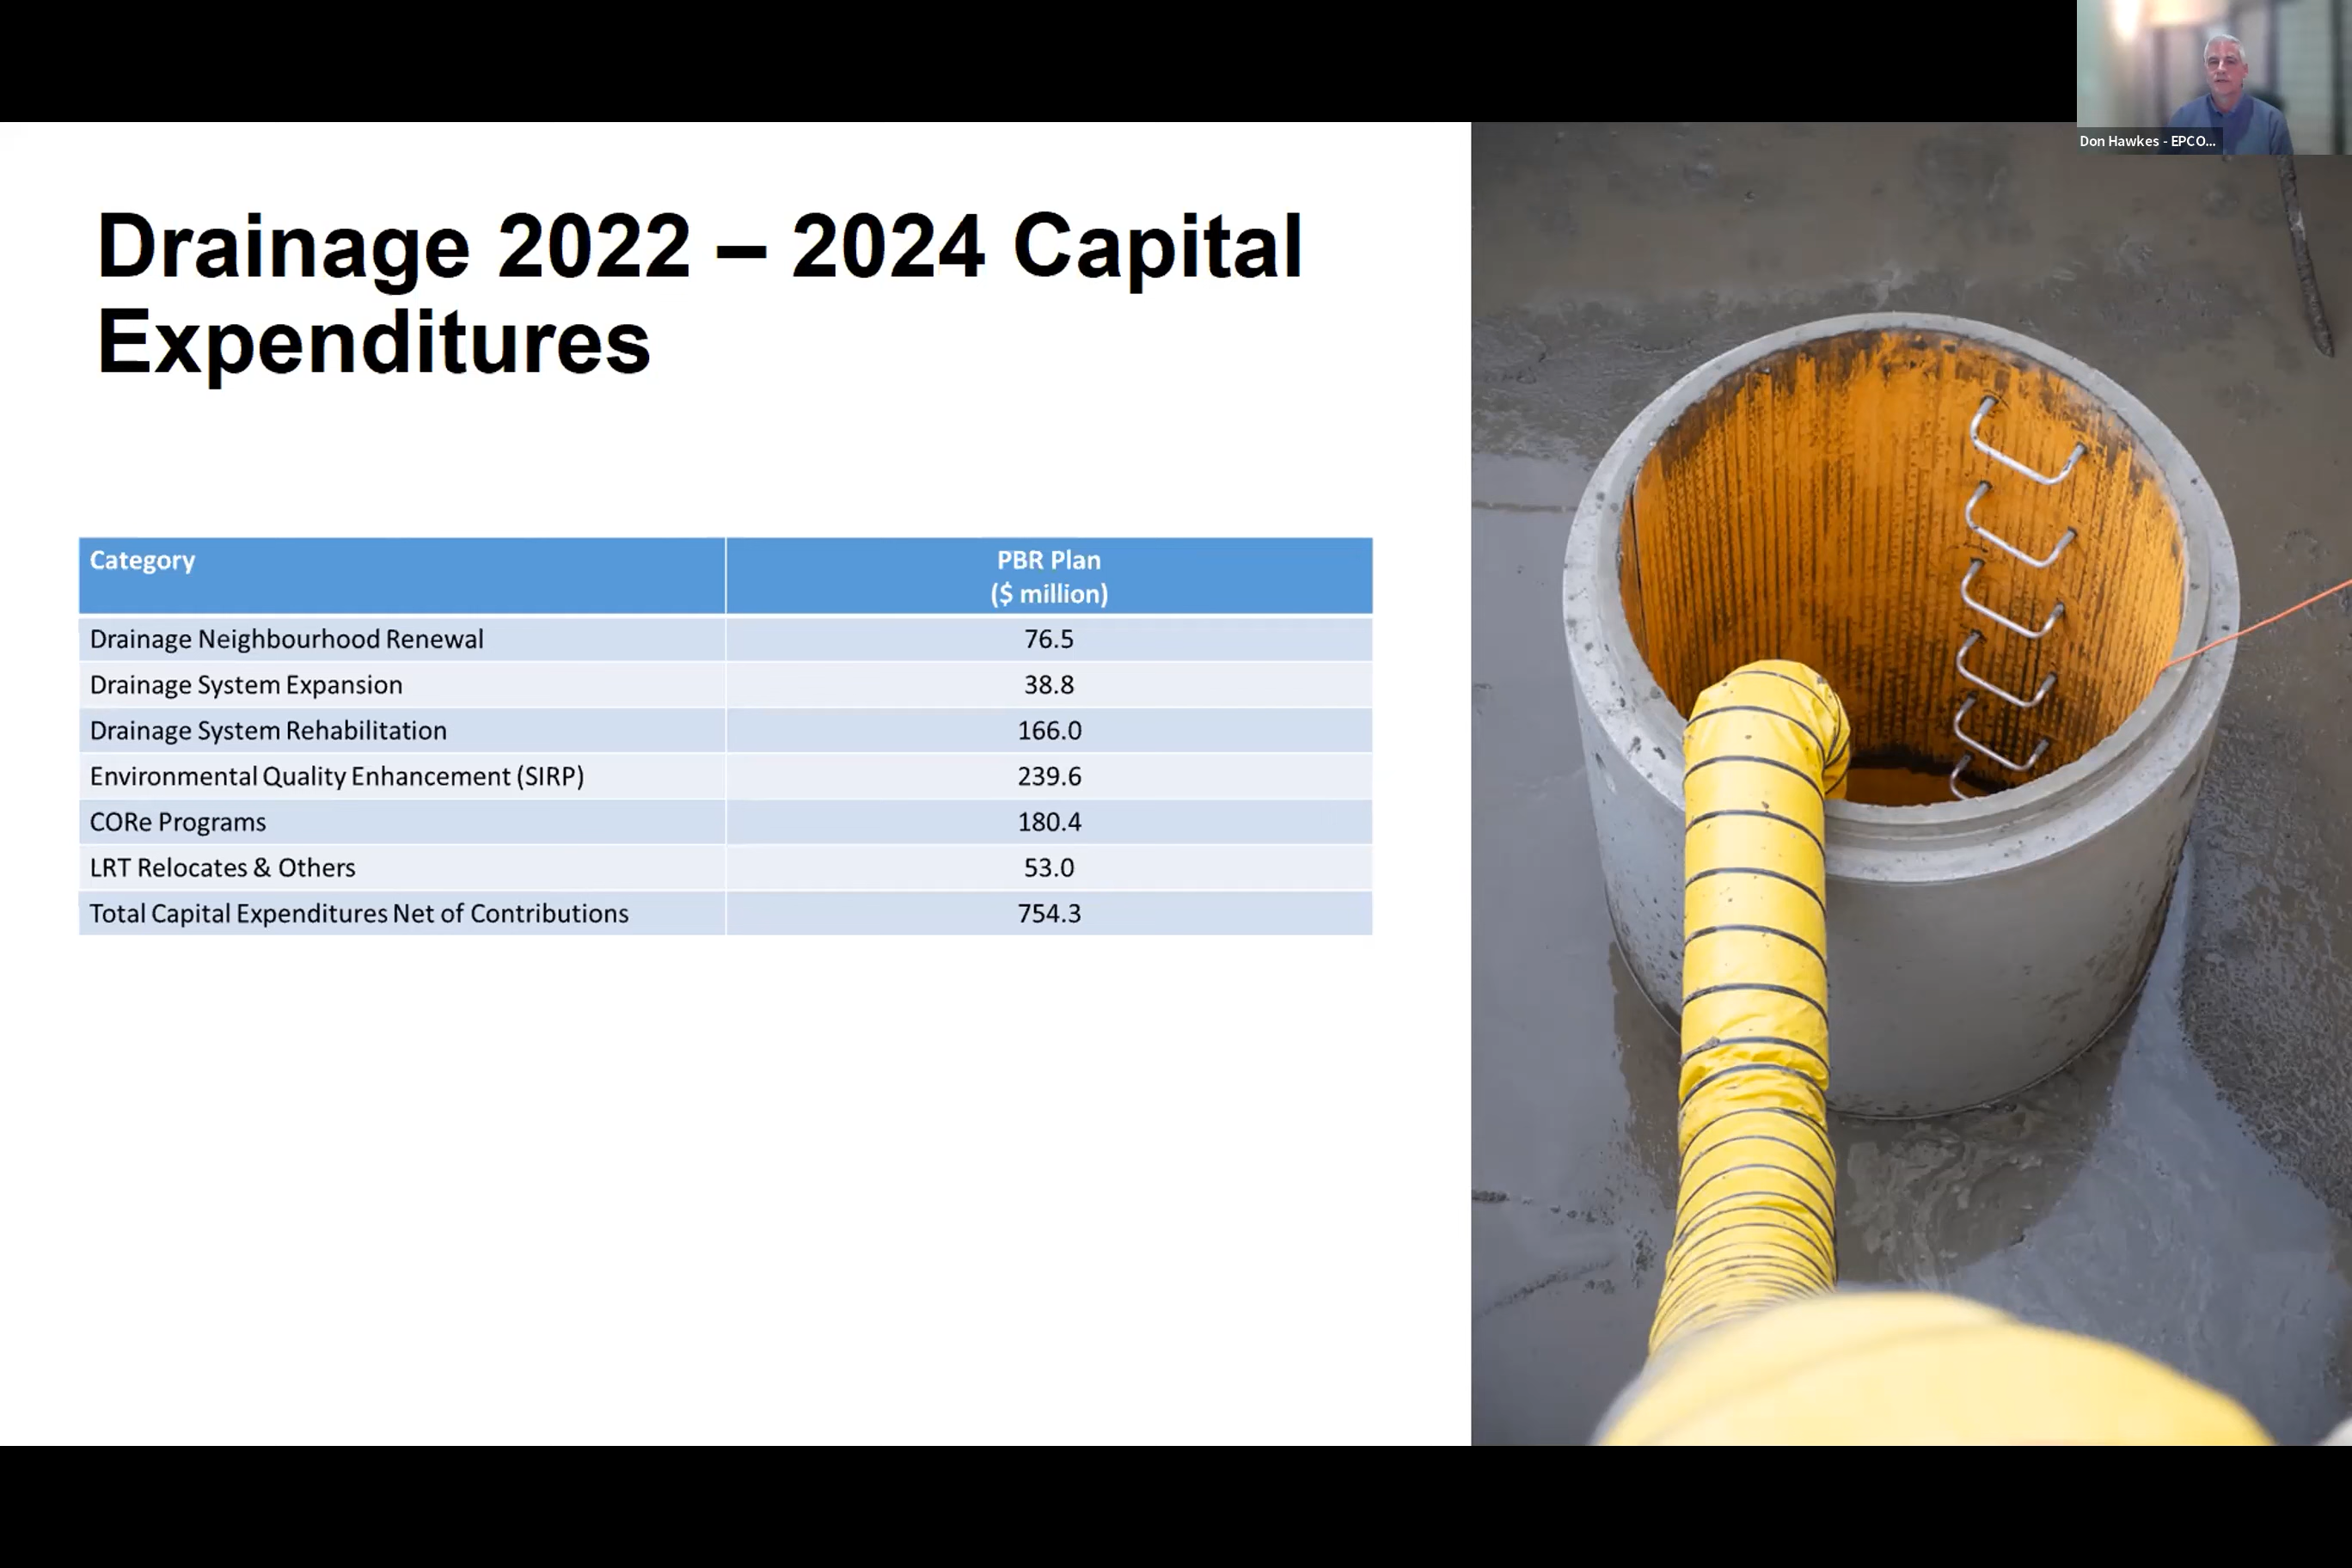 Don Hawkes - EPCO...
Drainage 2022 – 2024 Capital
Expenditures
Category PBR Plan
($ million)
Drainage Neighbourhood Renewal 76.5
Drainage System Expansion 38.8
Drainage System Rehabilitation 166.0
Environmental Quality Enhancement (SIRP) 239.6
CORe Programs 180.4
LRT Relocates & Others 53.0
Total Capital Expenditures Net of Contributions 754.3